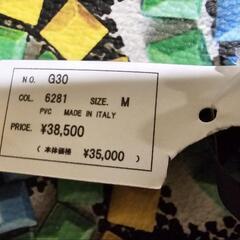 NO. G30
COL. 6281 SIZE. M
PVC MADE IN ITALY
PRICE. ¥38,500
(本体価格 ¥35,000)